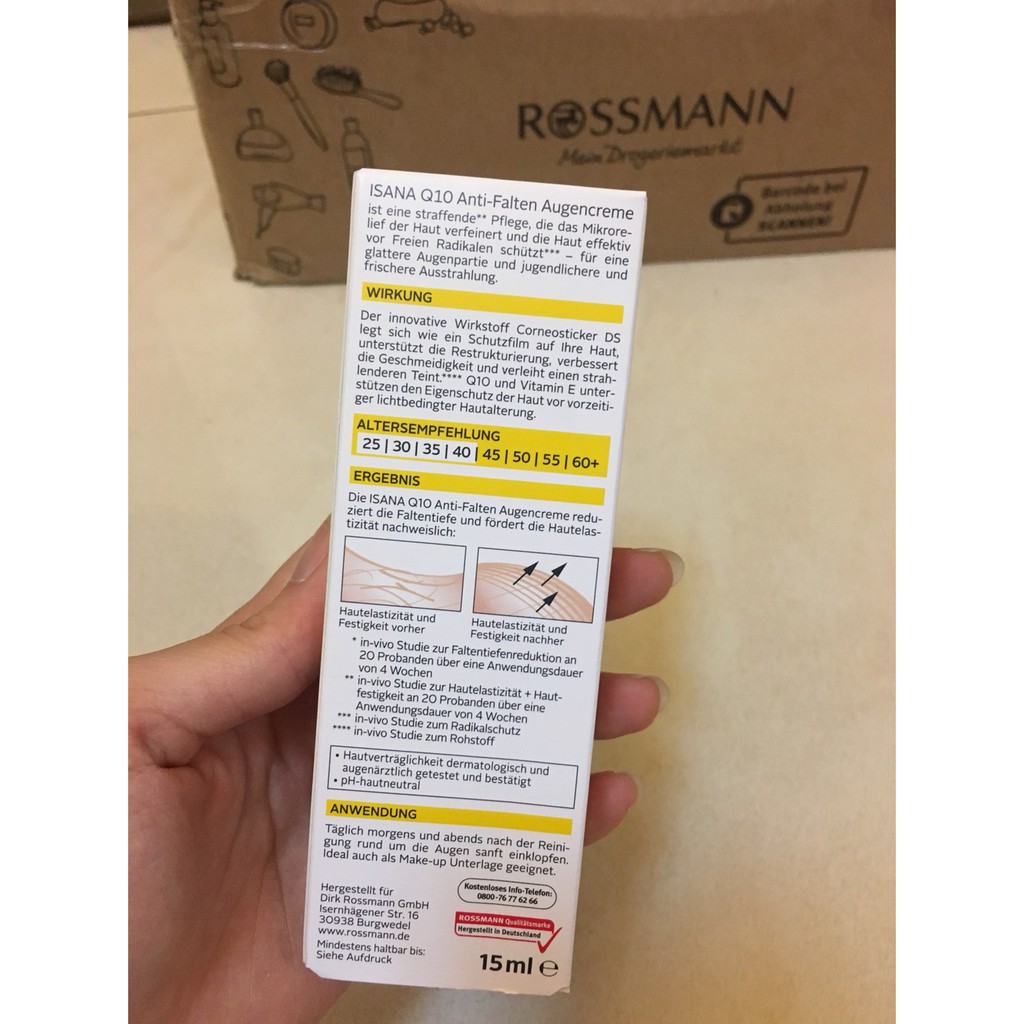 ROSSMANN
Mein Drogeriemarkt
Barcode bei
Abholung
SCANNEN!
ISANA Q10 Anti-Falten Augencreme
ist eine straffende** Pflege, die das Mikrore-
lief der Haut verfeinert und die Haut effektiv
vor Freien Radikalen schützt*** – für eine
glattere Augenpartie und jugendlichere und
frischere Ausstrahlung.
WIRKUNG
Der innovative Wirkstoff Corneosticker DS
legt sich wie ein Schutzfilm auf Ihre Haut,
unterstützt die Restrukturierung, verbessert
die Geschmeidigkeit und verleiht einen strah-
lenderen Teint.**** Q10 und Vitamin E unter-
stützen den Eigenschutz der Haut vor vorzeiti-
ger lichtbedingter Hautalterung.
ALTERSEMPFEHLUNG
25 | 30 | 35 | 40 | 45 | 50 | 55 | 60+
ERGEBNIS
Die ISANA Q10 Anti-Falten Augencreme redu-
ziert die Faltentiefe und fördert die Hautelas-
tizität nachweislich:
Hautelastizität und
Festigkeit vorher
Hautelastizität und
Festigkeit nachher
* in-vivo Studie zur Faltentiefenreduktion an
20 Probanden über eine Anwendungsdauer
von 4 Wochen
** in-vivo Studie zur Hautelastizität + Haut-
festigkeit an 20 Probanden über eine
Anwendungsdauer von 4 Wochen
*** in-vivo Studie zum Radikalschutz
**** in-vivo Studie zum Rohstoff
• Hautverträglichkeit dermatologisch und
augenärztlich getestet und bestätigt
• pH-hautneutral
ANWENDUNG
Täglich morgens und abends nach der Reini-
gung rund um die Augen sanft einklopfen.
Ideal auch als Make-up Unterlage geeignet.
Hergestellt für
Dirk Rossmann GmbH
Isernhägener Str. 16
30938 Burgwedel
www.rossmann.de
Mindestens haltbar bis:
Siehe Aufdruck
Kostenloses Info-Telefon:
0800-76 77 62 66
ROSSMANN Qualitätsmarke
Hergestellt in Deutschland
15 ml ℮